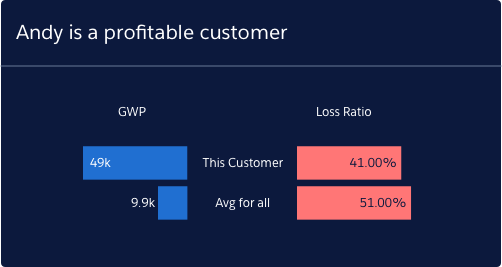 Andy is a profitable customer
GWP Loss Ratio
49k This Customer 41.00%
9.9k Avg for all 51.00%